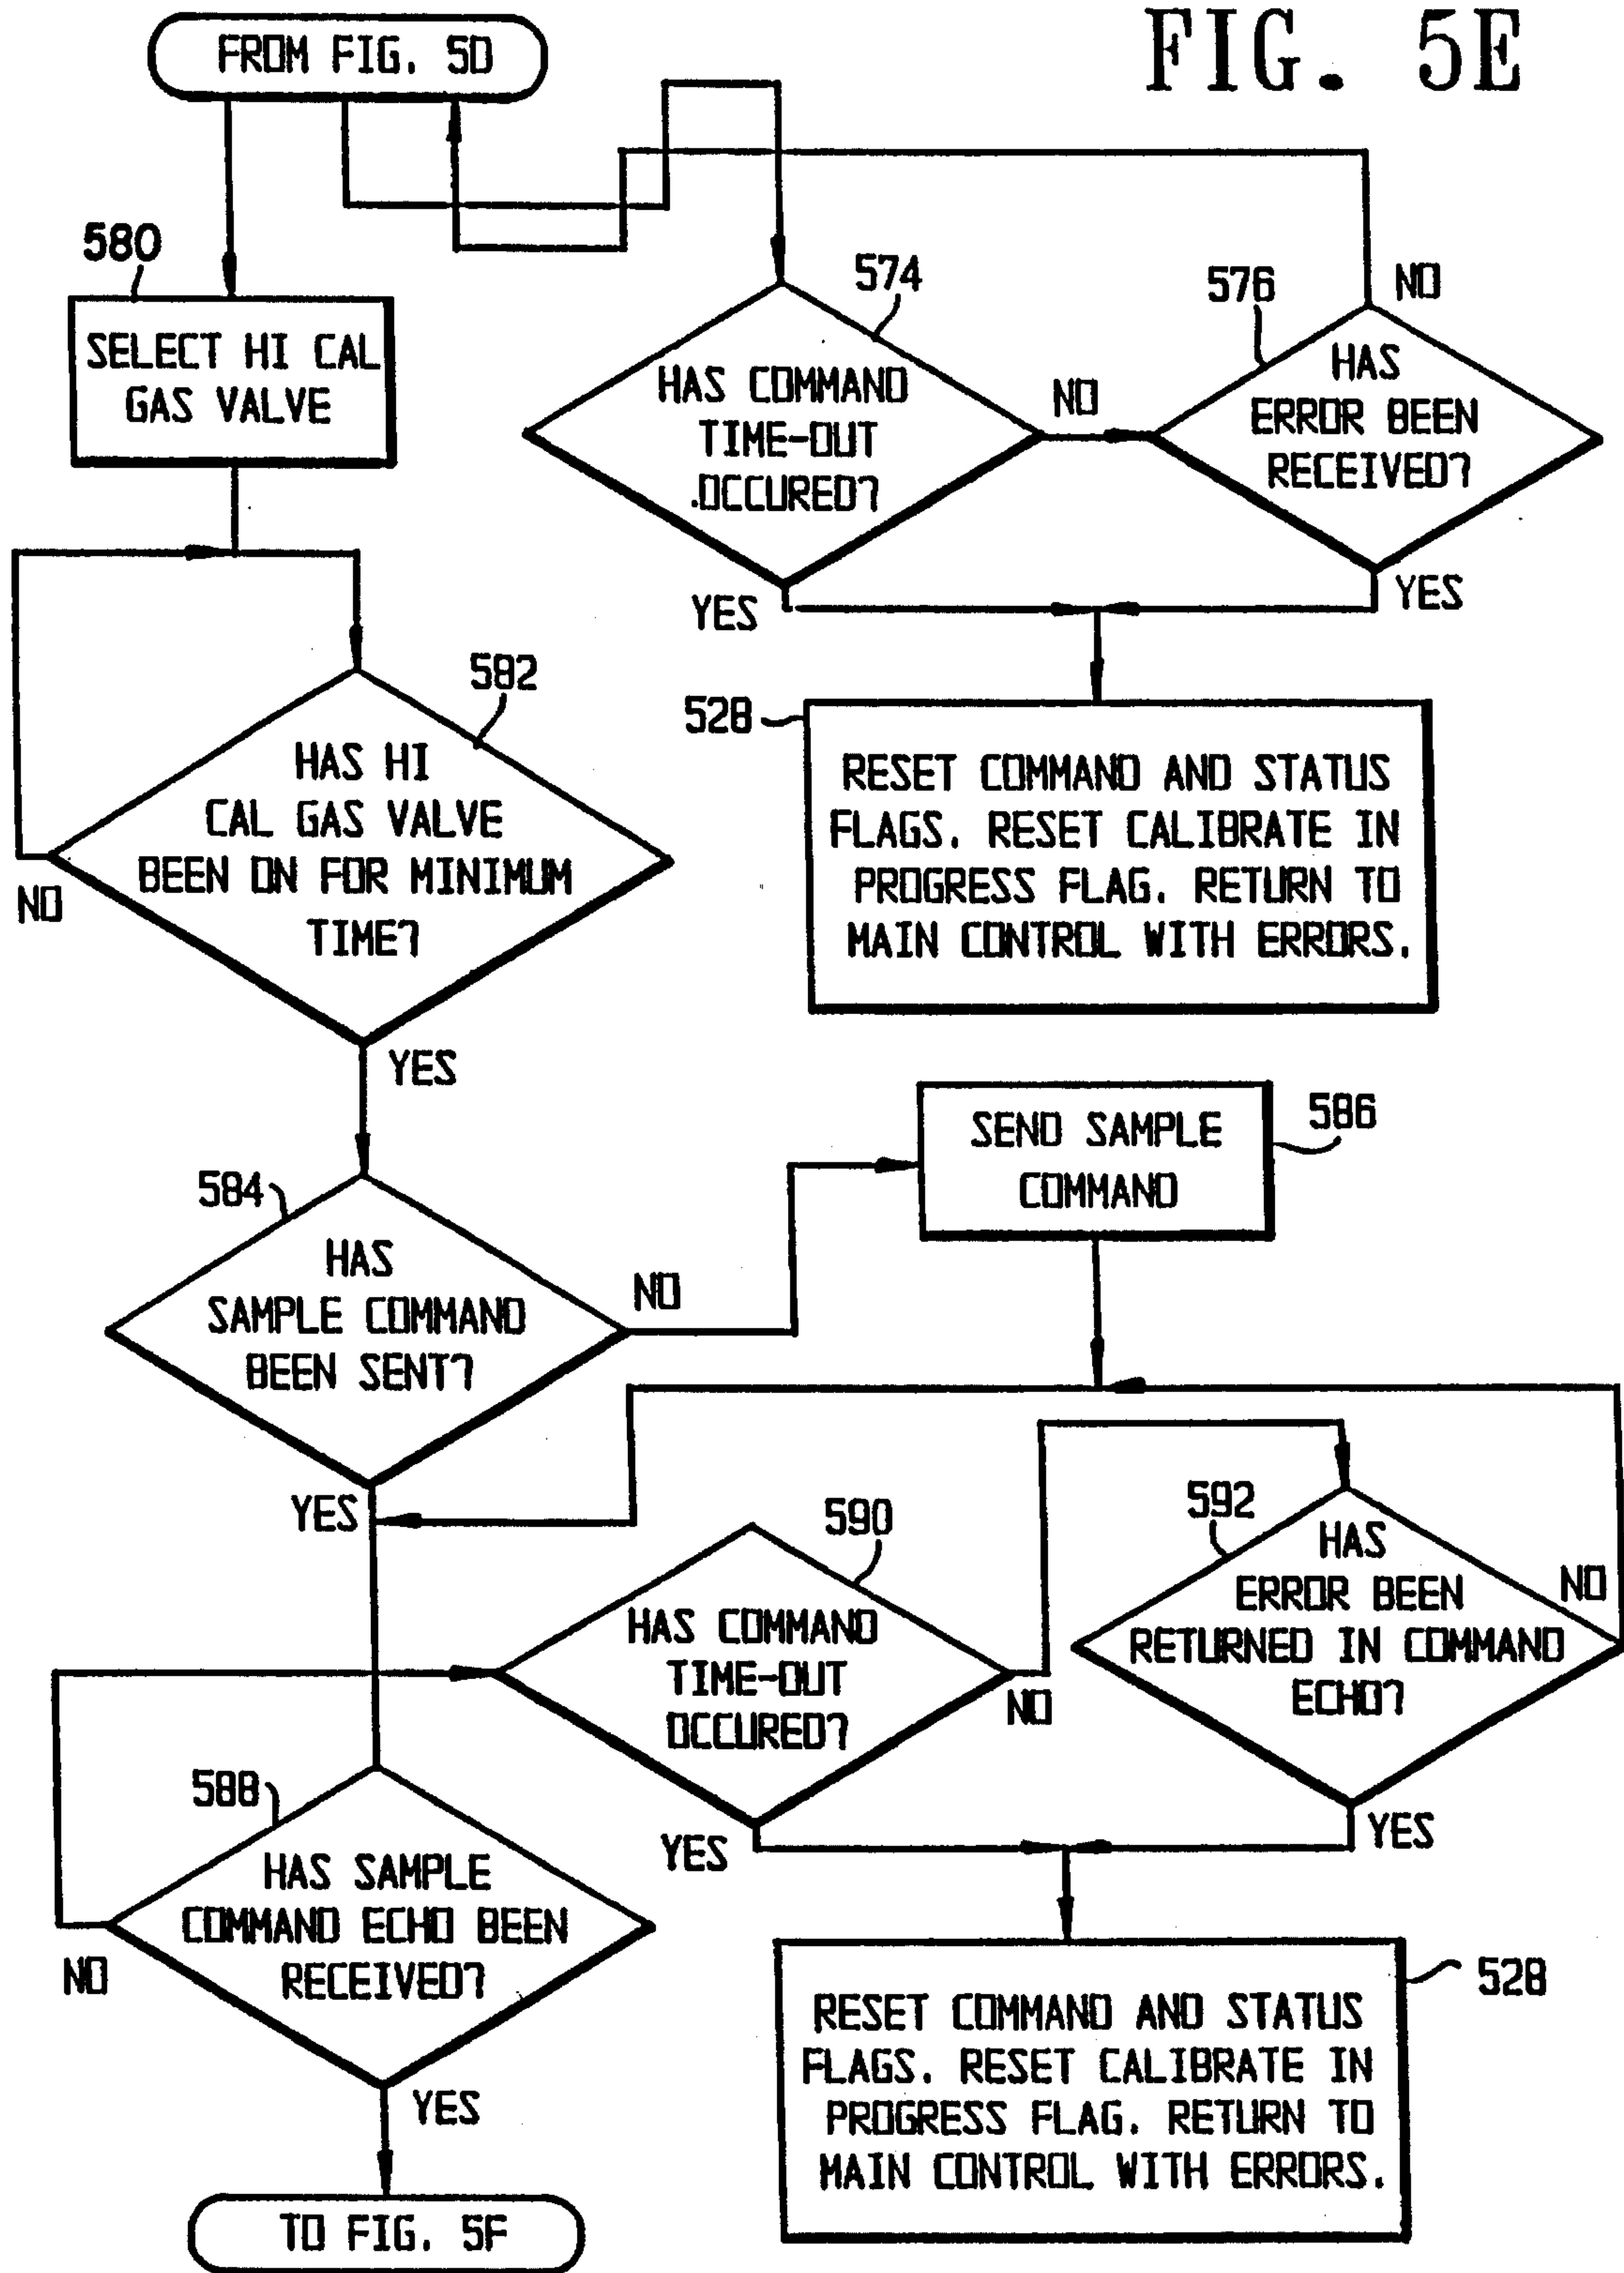 FIG. 5E
FROM FIG. 5D
580
SELECT HI CAL
GAS VALVE
574
HAS COMMAND
TIME-OUT
OCCURED?
NO
YES
576
HAS
ERROR BEEN
RECEIVED?
NO
YES
528
RESET COMMAND AND STATUS
FLAGS. RESET CALIBRATE IN
PROGRESS FLAG. RETURN TO
MAIN CONTROL WITH ERRORS.
582
HAS HI
CAL GAS VALVE
BEEN ON FOR MINIMUM
TIME?
NO
YES
584
HAS
SAMPLE COMMAND
BEEN SENT?
NO
YES
586
SEND SAMPLE
COMMAND
590
HAS COMMAND
TIME-OUT
OCCURED?
NO
YES
592
HAS
ERROR BEEN
RETURNED IN COMMAND
ECHO?
NO
YES
588
HAS SAMPLE
COMMAND ECHO BEEN
RECEIVED?
NO
YES
528
RESET COMMAND AND STATUS
FLAGS. RESET CALIBRATE IN
PROGRESS FLAG. RETURN TO
MAIN CONTROL WITH ERRORS.
TO FIG. 5F